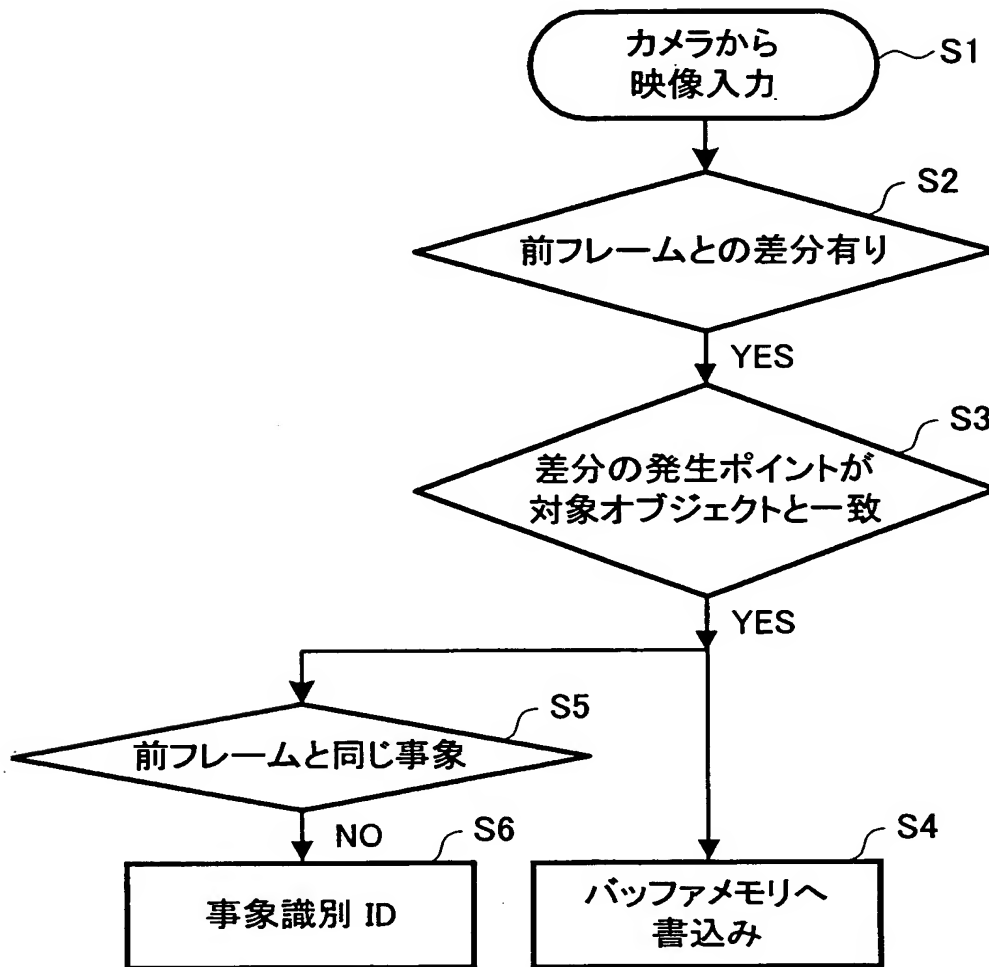 カメラから
映像入力
S1
S2
前フレームとの差分有り
YES
S3
差分の発生ポイントが
対象オブジェクトと一致
YES
S5
前フレームと同じ事象
NO
S6
事象識別 ID
S4
バッファメモリへ
書込み